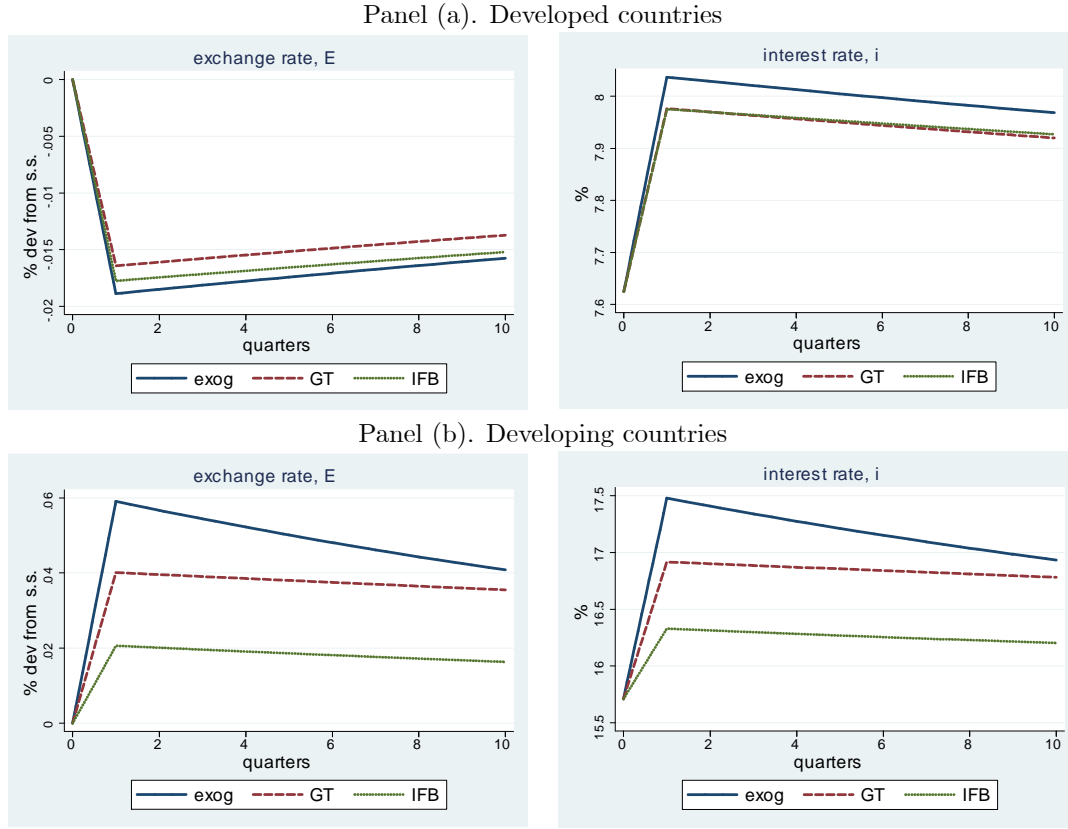 Panel (a). Developed countries
exchange rate, E
% dev from s.s.
0
-.005
-.01
-.015
-.02
0 2 4 6 8 10
quarters
exog GT IFB
interest rate, i
%
8
7.9
7.8
7.7
7.6
0 2 4 6 8 10
quarters
exog GT IFB
Panel (b). Developing countries
exchange rate, E
% dev from s.s.
.06
.04
.02
0
0 2 4 6 8 10
quarters
exog GT IFB
interest rate, i
%
17.5
17
16.5
16
15.5
0 2 4 6 8 10
quarters
exog GT IFB